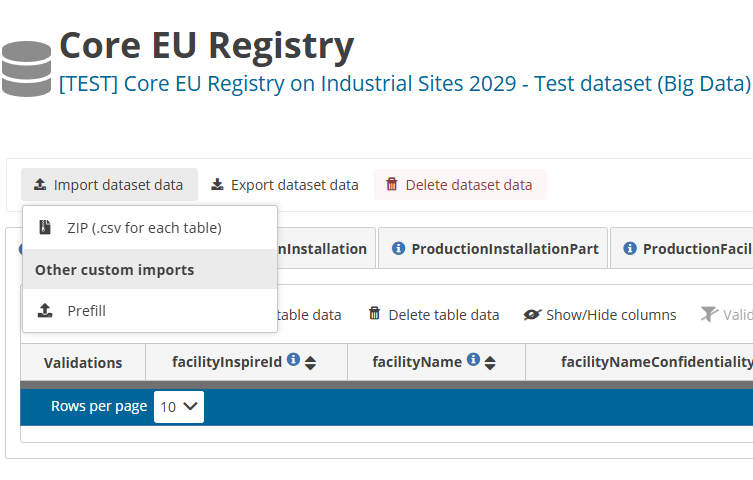 Core EU Registry
[TEST] Core EU Registry on Industrial Sites 2029 - Test dataset (Big Data)
Import dataset data Export dataset data Delete dataset data
ZIP (.csv for each table)
Other custom imports
Prefill
nInstallation ProductionInstallationPart ProductionFacil
table data Delete table data Show/Hide columns Valid
Validations facilityInspireId facilityName facilityNameConfidentiality
Rows per page 10